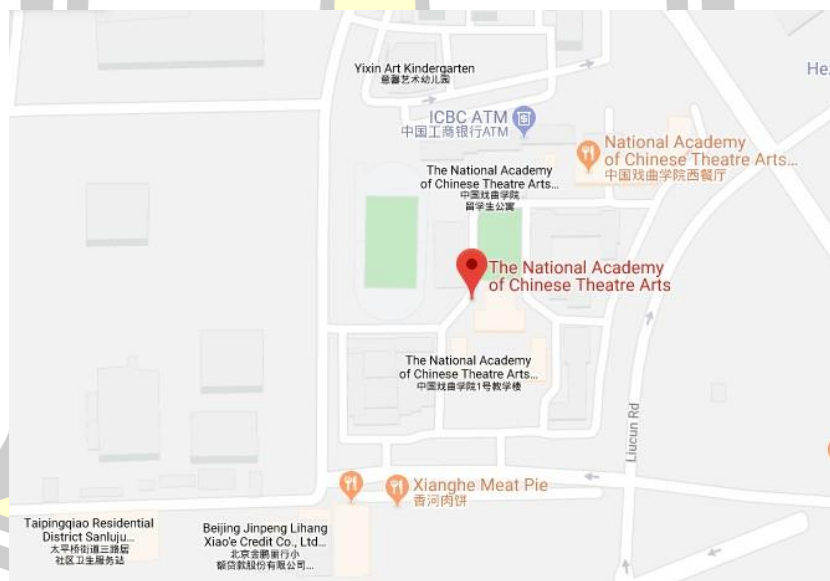 Yixin Art Kindergarten
意馨艺术幼儿园
Hez
ICBC ATM
中国工商银行ATM
National Academy
of Chinese Theatre Arts...
中国戏曲学院西餐厅
The National Academy
of Chinese Theatre Arts...
中国戏曲学院
留学生公寓
The National Academy
of Chinese Theatre Arts
The National Academy
of Chinese Theatre Arts...
中国戏曲学院1号教学楼
Liucun Rd
Xianghe Meat Pie
香河肉饼
Taipingqiao Residential
District Sanluju...
太平桥街道三路居
社区卫生服务站
Beijing Jinpeng Lihang
Xiao'e Credit Co., Ltd...
北京金鹏丽行小
额贷款股份有限公司...